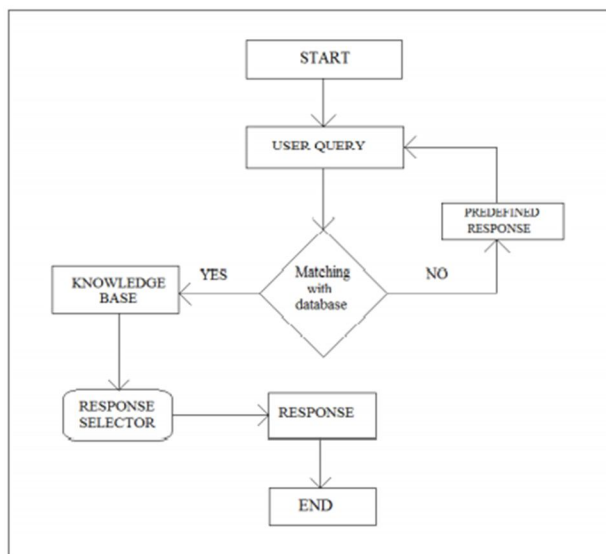 START
USER QUERY
PREDEFINED
RESPONSE
Matching
with
database
YES
NO
KNOWLEDGE
BASE
RESPONSE
SELECTOR
RESPONSE
END